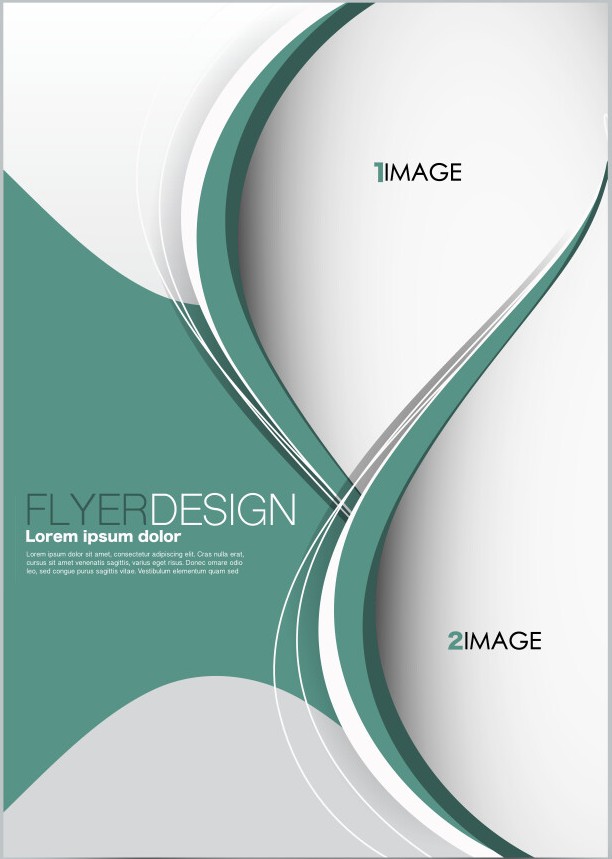 1IMAGE
FLYERDESIGN
Lorem ipsum dolor
Lorem ipsum dolor sit amet, consectetur adipiscing elit. Cras nulla erat,
cursus sit amet venenatis sagittis, varius eget risus. Donec ornare odio
leo, sed congue purus sagittis vitae. Vestibulum elementum quam sed
2IMAGE